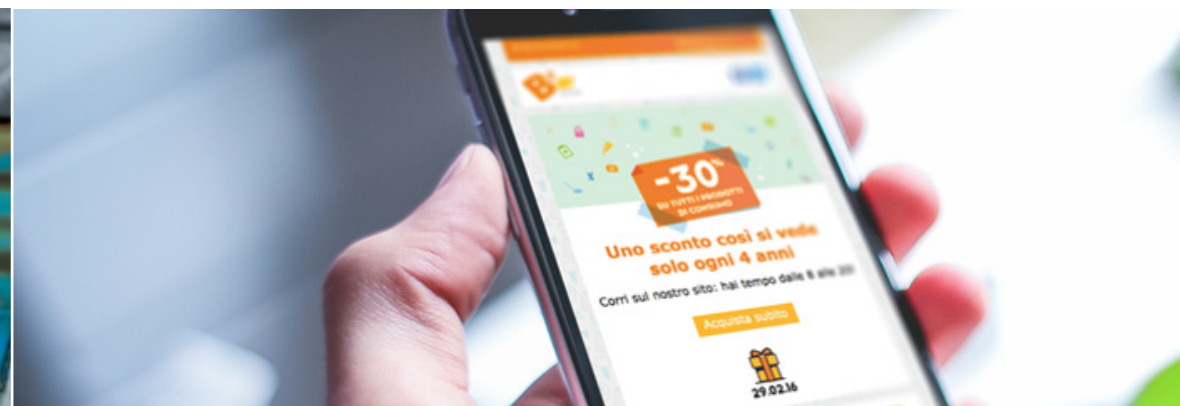 -30%
SU TUTTI I PRODOTTI
DI CONSUMO
Uno sconto così si vede
solo ogni 4 anni
Corri sul nostro sito: hai tempo dalle 8 alle 20!
Acquista subito
29.02.16